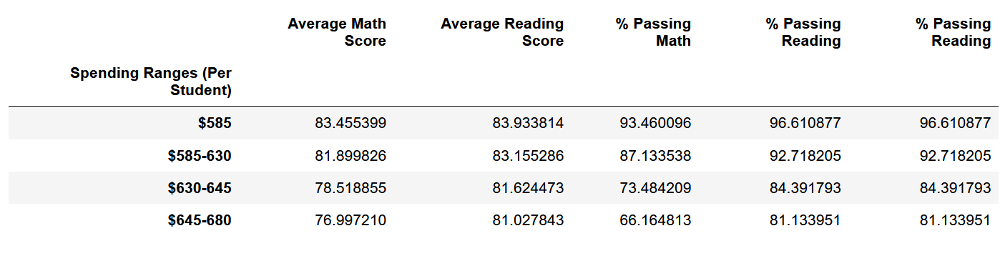 Average Math Score Average Reading Score % Passing Math % Passing Reading % Passing Reading
Spending Ranges (Per Student)
$585 83.455399 83.933814 93.460096 96.610877 96.610877
$585-630 81.899826 83.155286 87.133538 92.718205 92.718205
$630-645 78.518855 81.624473 73.484209 84.391793 84.391793
$645-680 76.997210 81.027843 66.164813 81.133951 81.133951